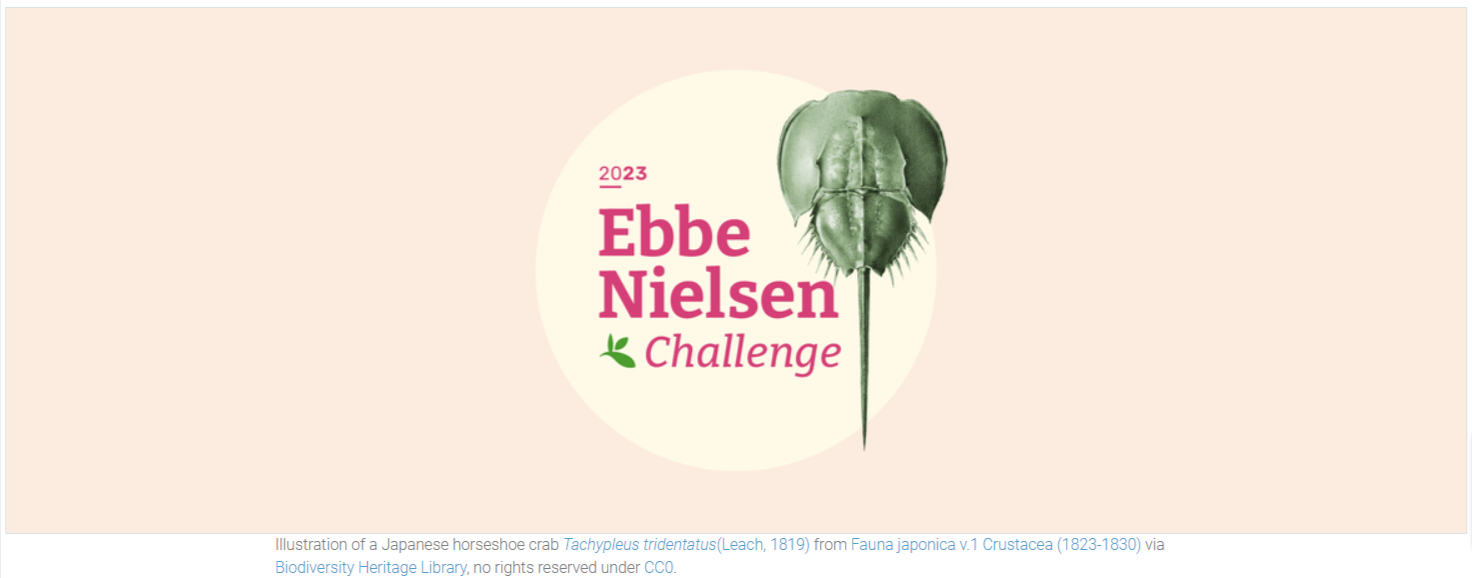 2023
Ebbe
Nielsen
Challenge
Illustration of a Japanese horseshoe crab Tachypleus tridentatus(Leach, 1819) from Fauna japonica v.1 Crustacea (1823-1830) via
Biodiversity Heritage Library, no rights reserved under CC0.